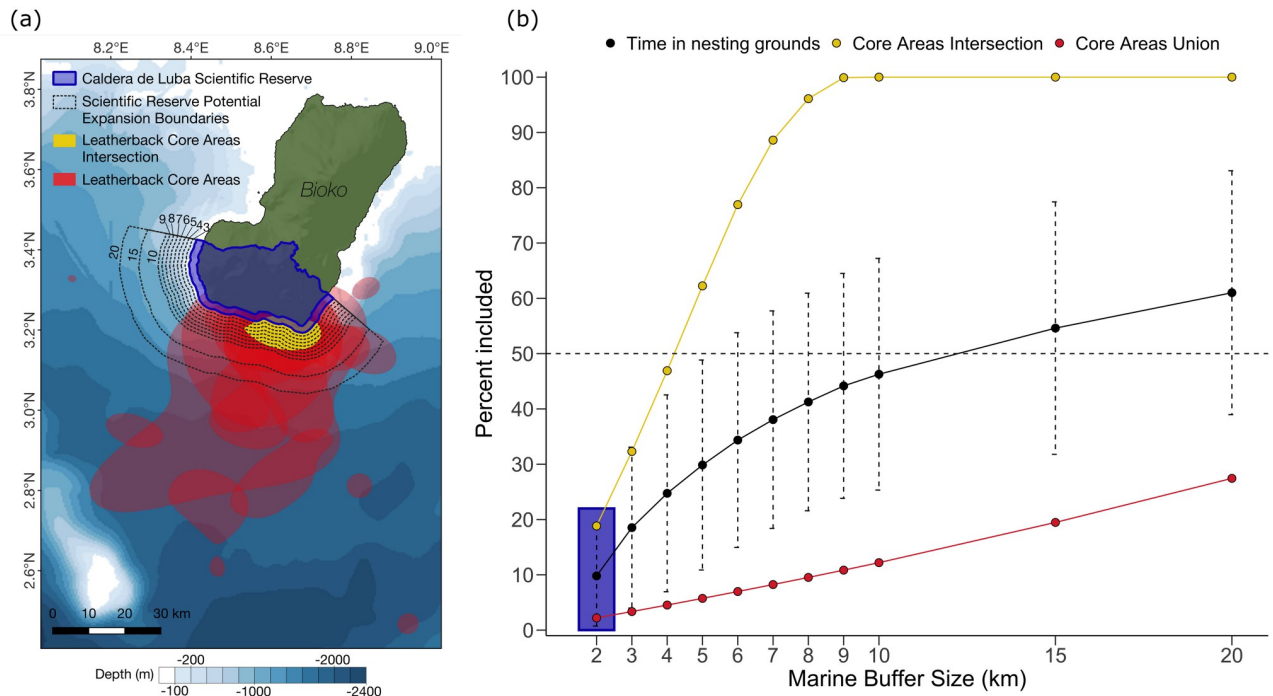 (a)
8.2°E 8.4°E 8.6°E 8.8°E 9.0°E
3.8°N
3.6°N
3.4°N
3.2°N
3.0°N
2.8°N
2.6°N
Caldera de Luba Scientific Reserve
Scientific Reserve Potential
Expansion Boundaries
Leatherback Core Areas
Intersection
Leatherback Core Areas
Bioko
9 8 7 6 5 4 3
20 15 10
0 10 20 30 km
Depth (m)
-200 -2000
-100 -1000 -2400
(b)
Time in nesting grounds Core Areas Intersection Core Areas Union
Percent included
100
90
80
70
60
50
40
30
20
10
0
2 3 4 5 6 7 8 9 10 15 20
Marine Buffer Size (km)